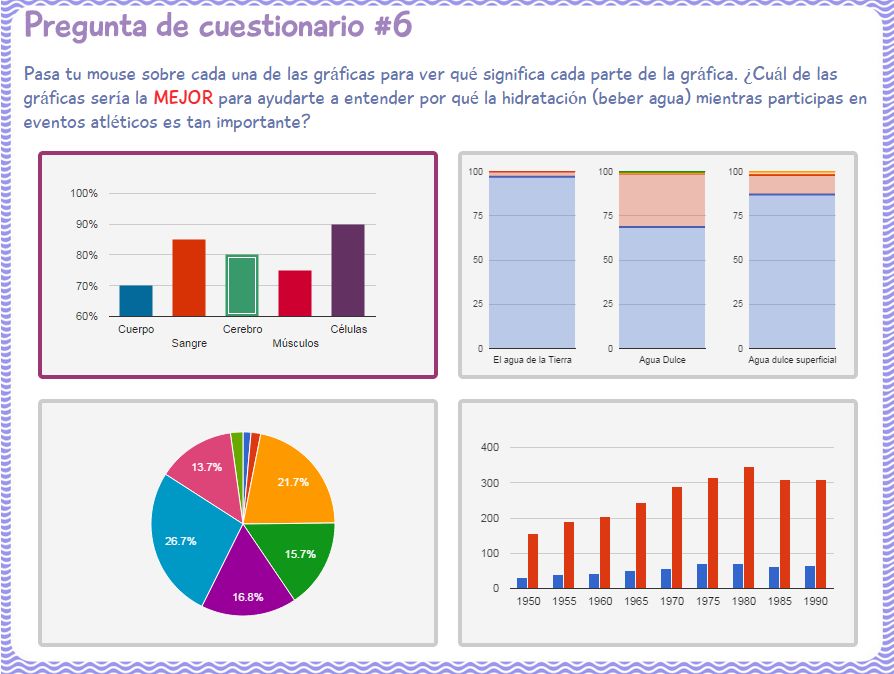 Pregunta de cuestionario #6
Pasa tu mouse sobre cada una de las gráficas para ver qué significa cada parte de la gráfica. ¿Cuál de las
gráficas sería la MEJOR para ayudarte a entender por qué la hidratación (beber agua) mientras participas en
eventos atléticos es tan importante?
100%
90%
80%
70%
60%
Cuerpo
Sangre
Cerebro
Músculos
Células
100
75
50
25
0
El agua de la Tierra
100
75
50
25
0
Agua Dulce
100
75
50
25
0
Agua dulce superficial
13.7%
21.7%
26.7%
15.7%
16.8%
400
300
200
100
0
1950 1955 1960 1965 1970 1975 1980 1985 1990